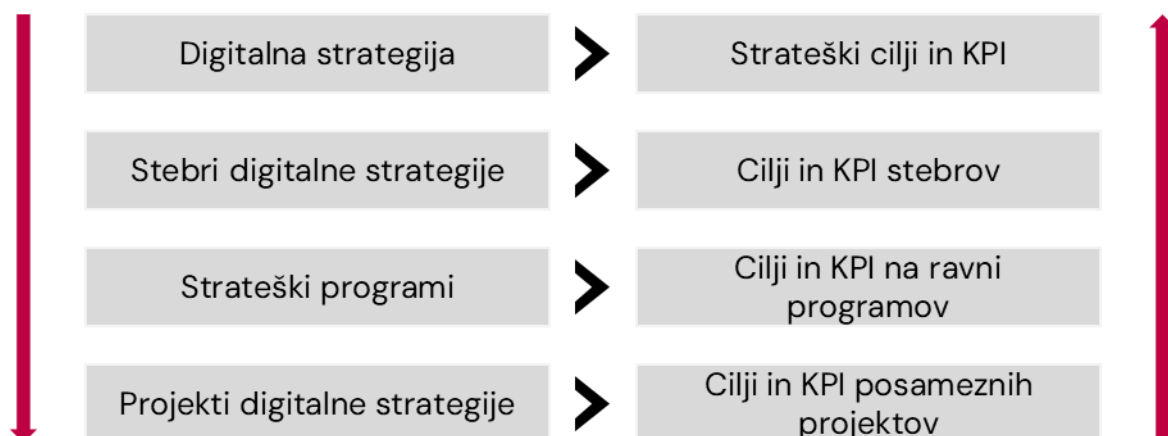 Digitalna strategija
Strateški cilji in KPI
Stebri digitalne strategije
Cilji in KPI stebrov
Strateški programi
Cilji in KPI na ravni
programov
Projekti digitalne strategije
Cilji in KPI posameznih
projektov